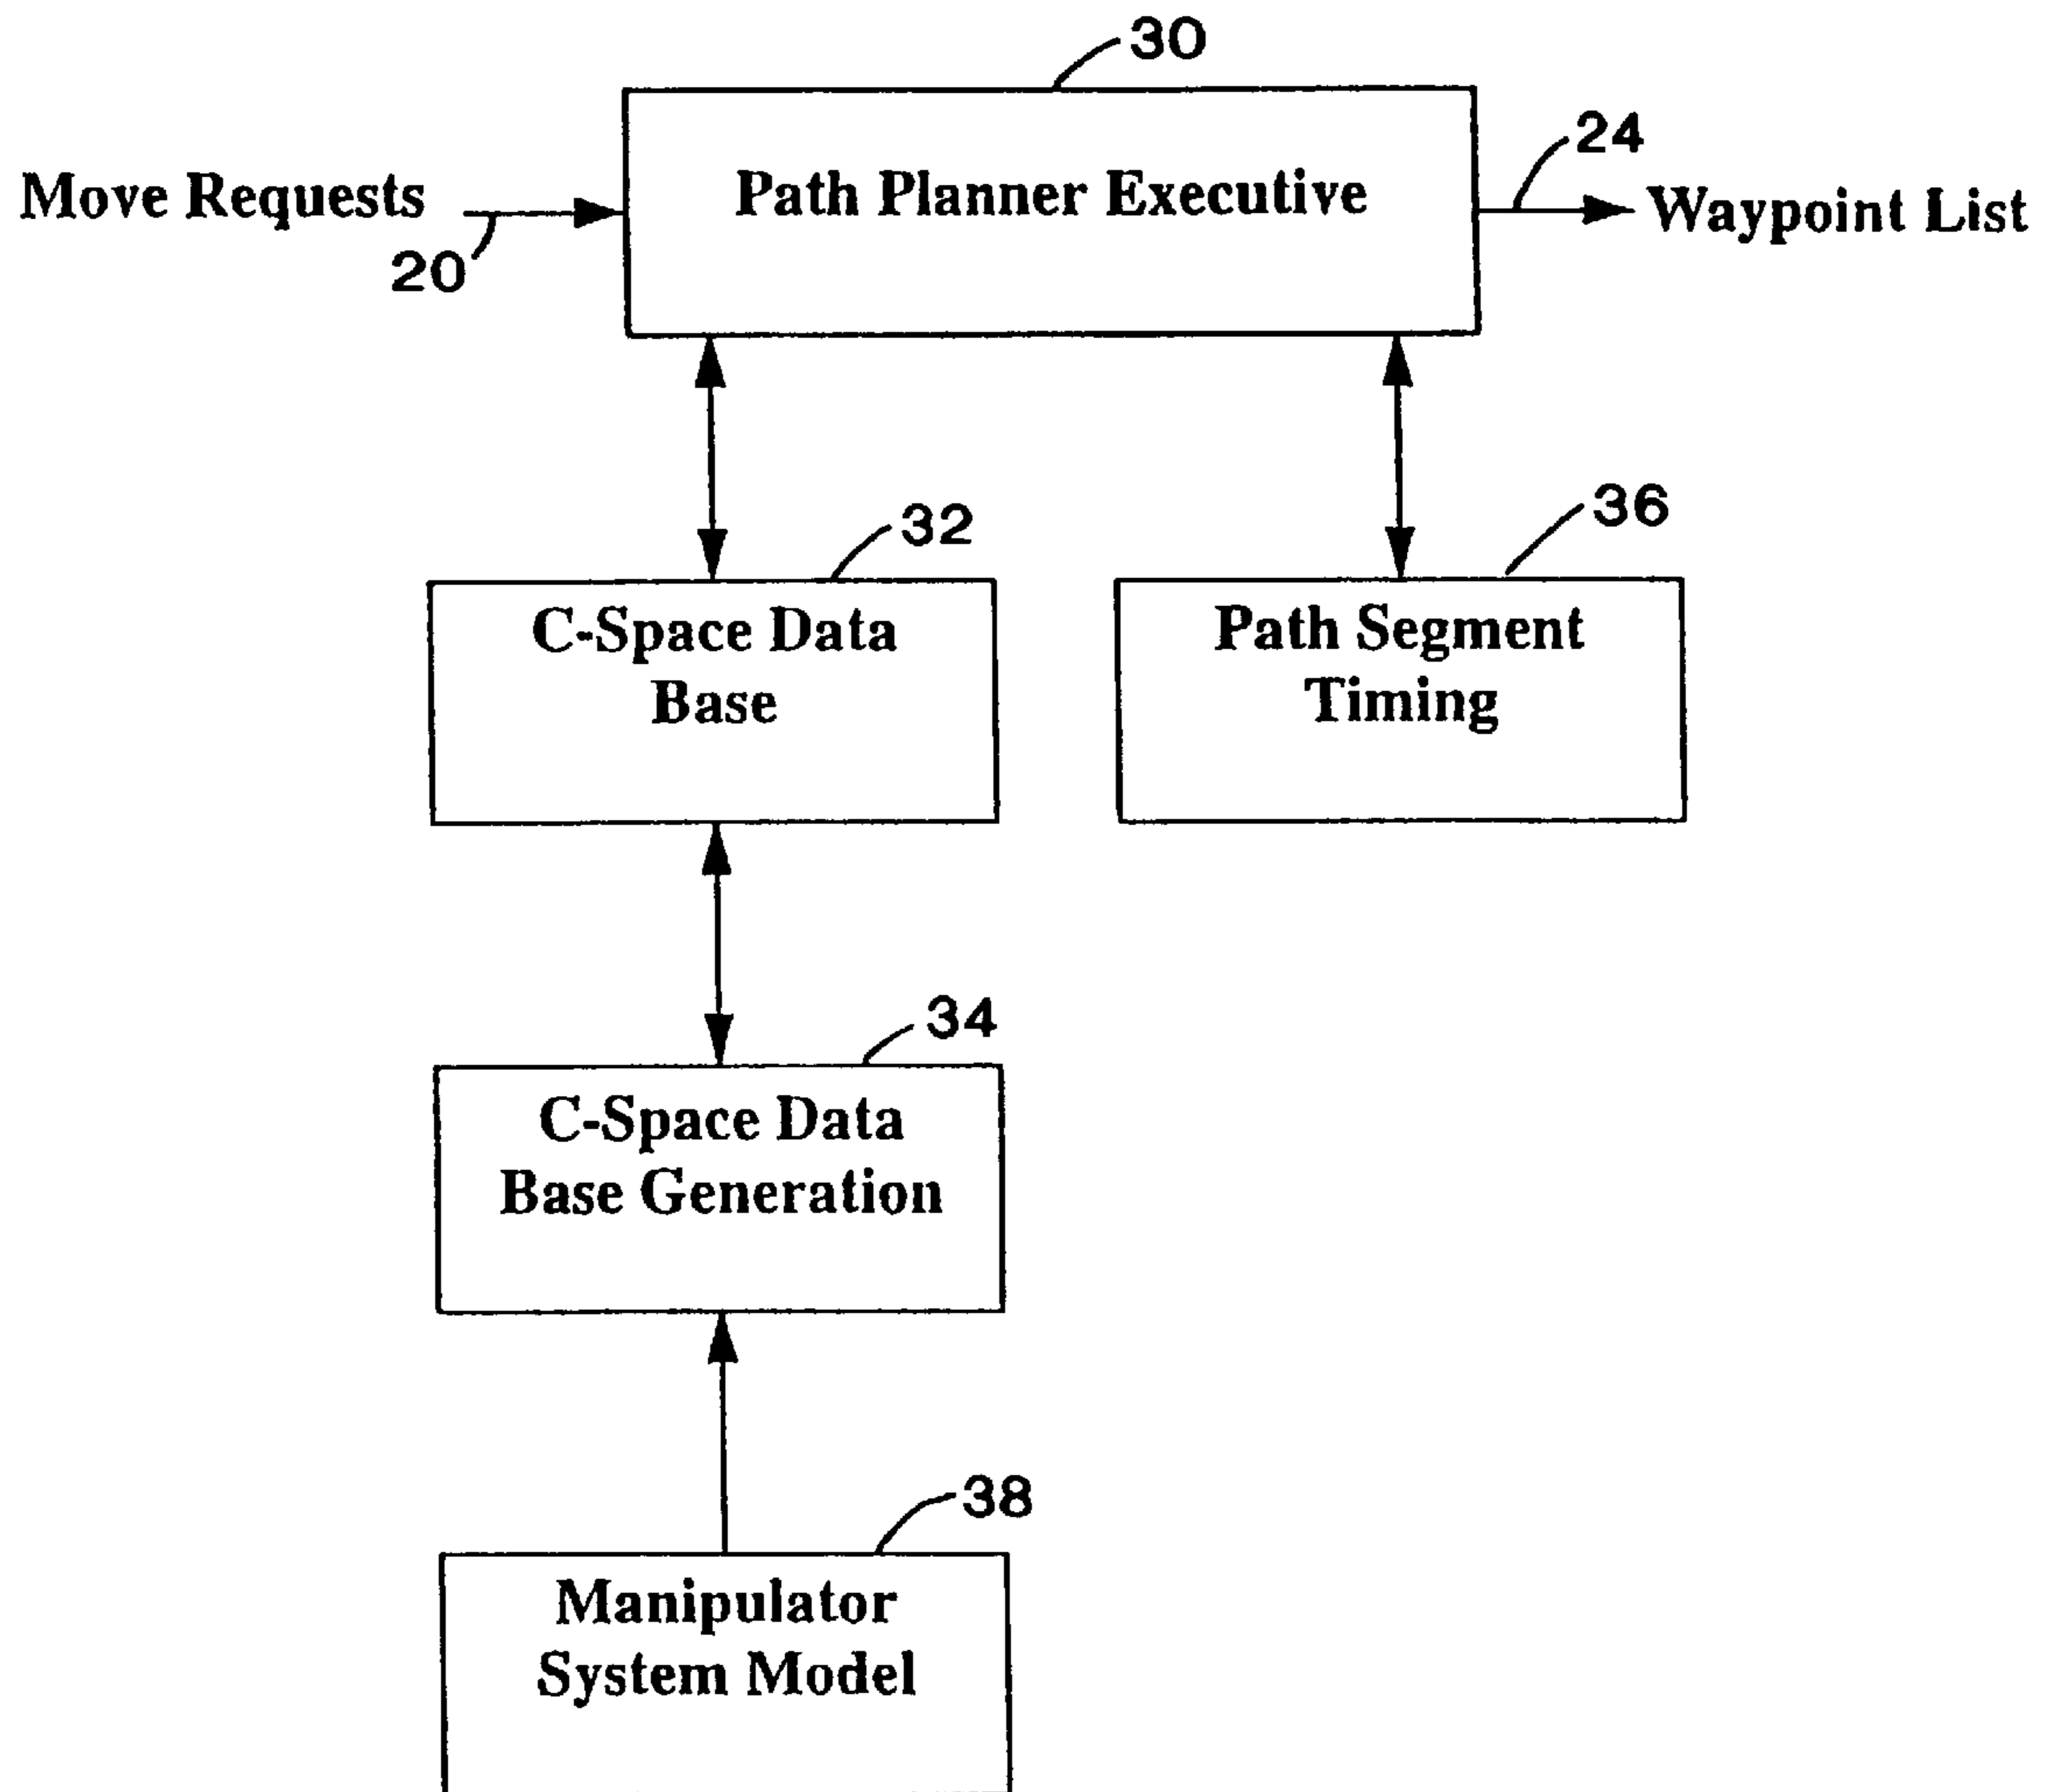 30
24
Move Requests
Path Planner Executive
Waypoint List
20
32
36
C-Space Data
Base
Path Segment
Timing
34
C-Space Data
Base Generation
38
Manipulator
System Model